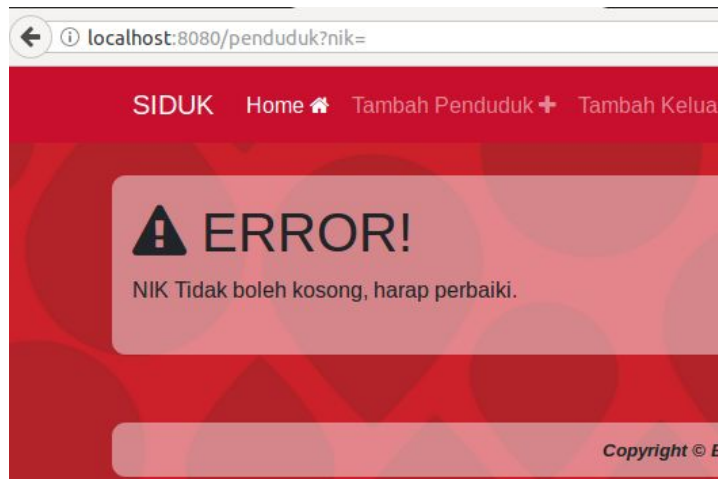 localhost:8080/penduduk?nik=
SIDUK Home Tambah Penduduk Tambah Kelua
ERROR!
NIK Tidak boleh kosong, harap perbaiki.
Copyright ©